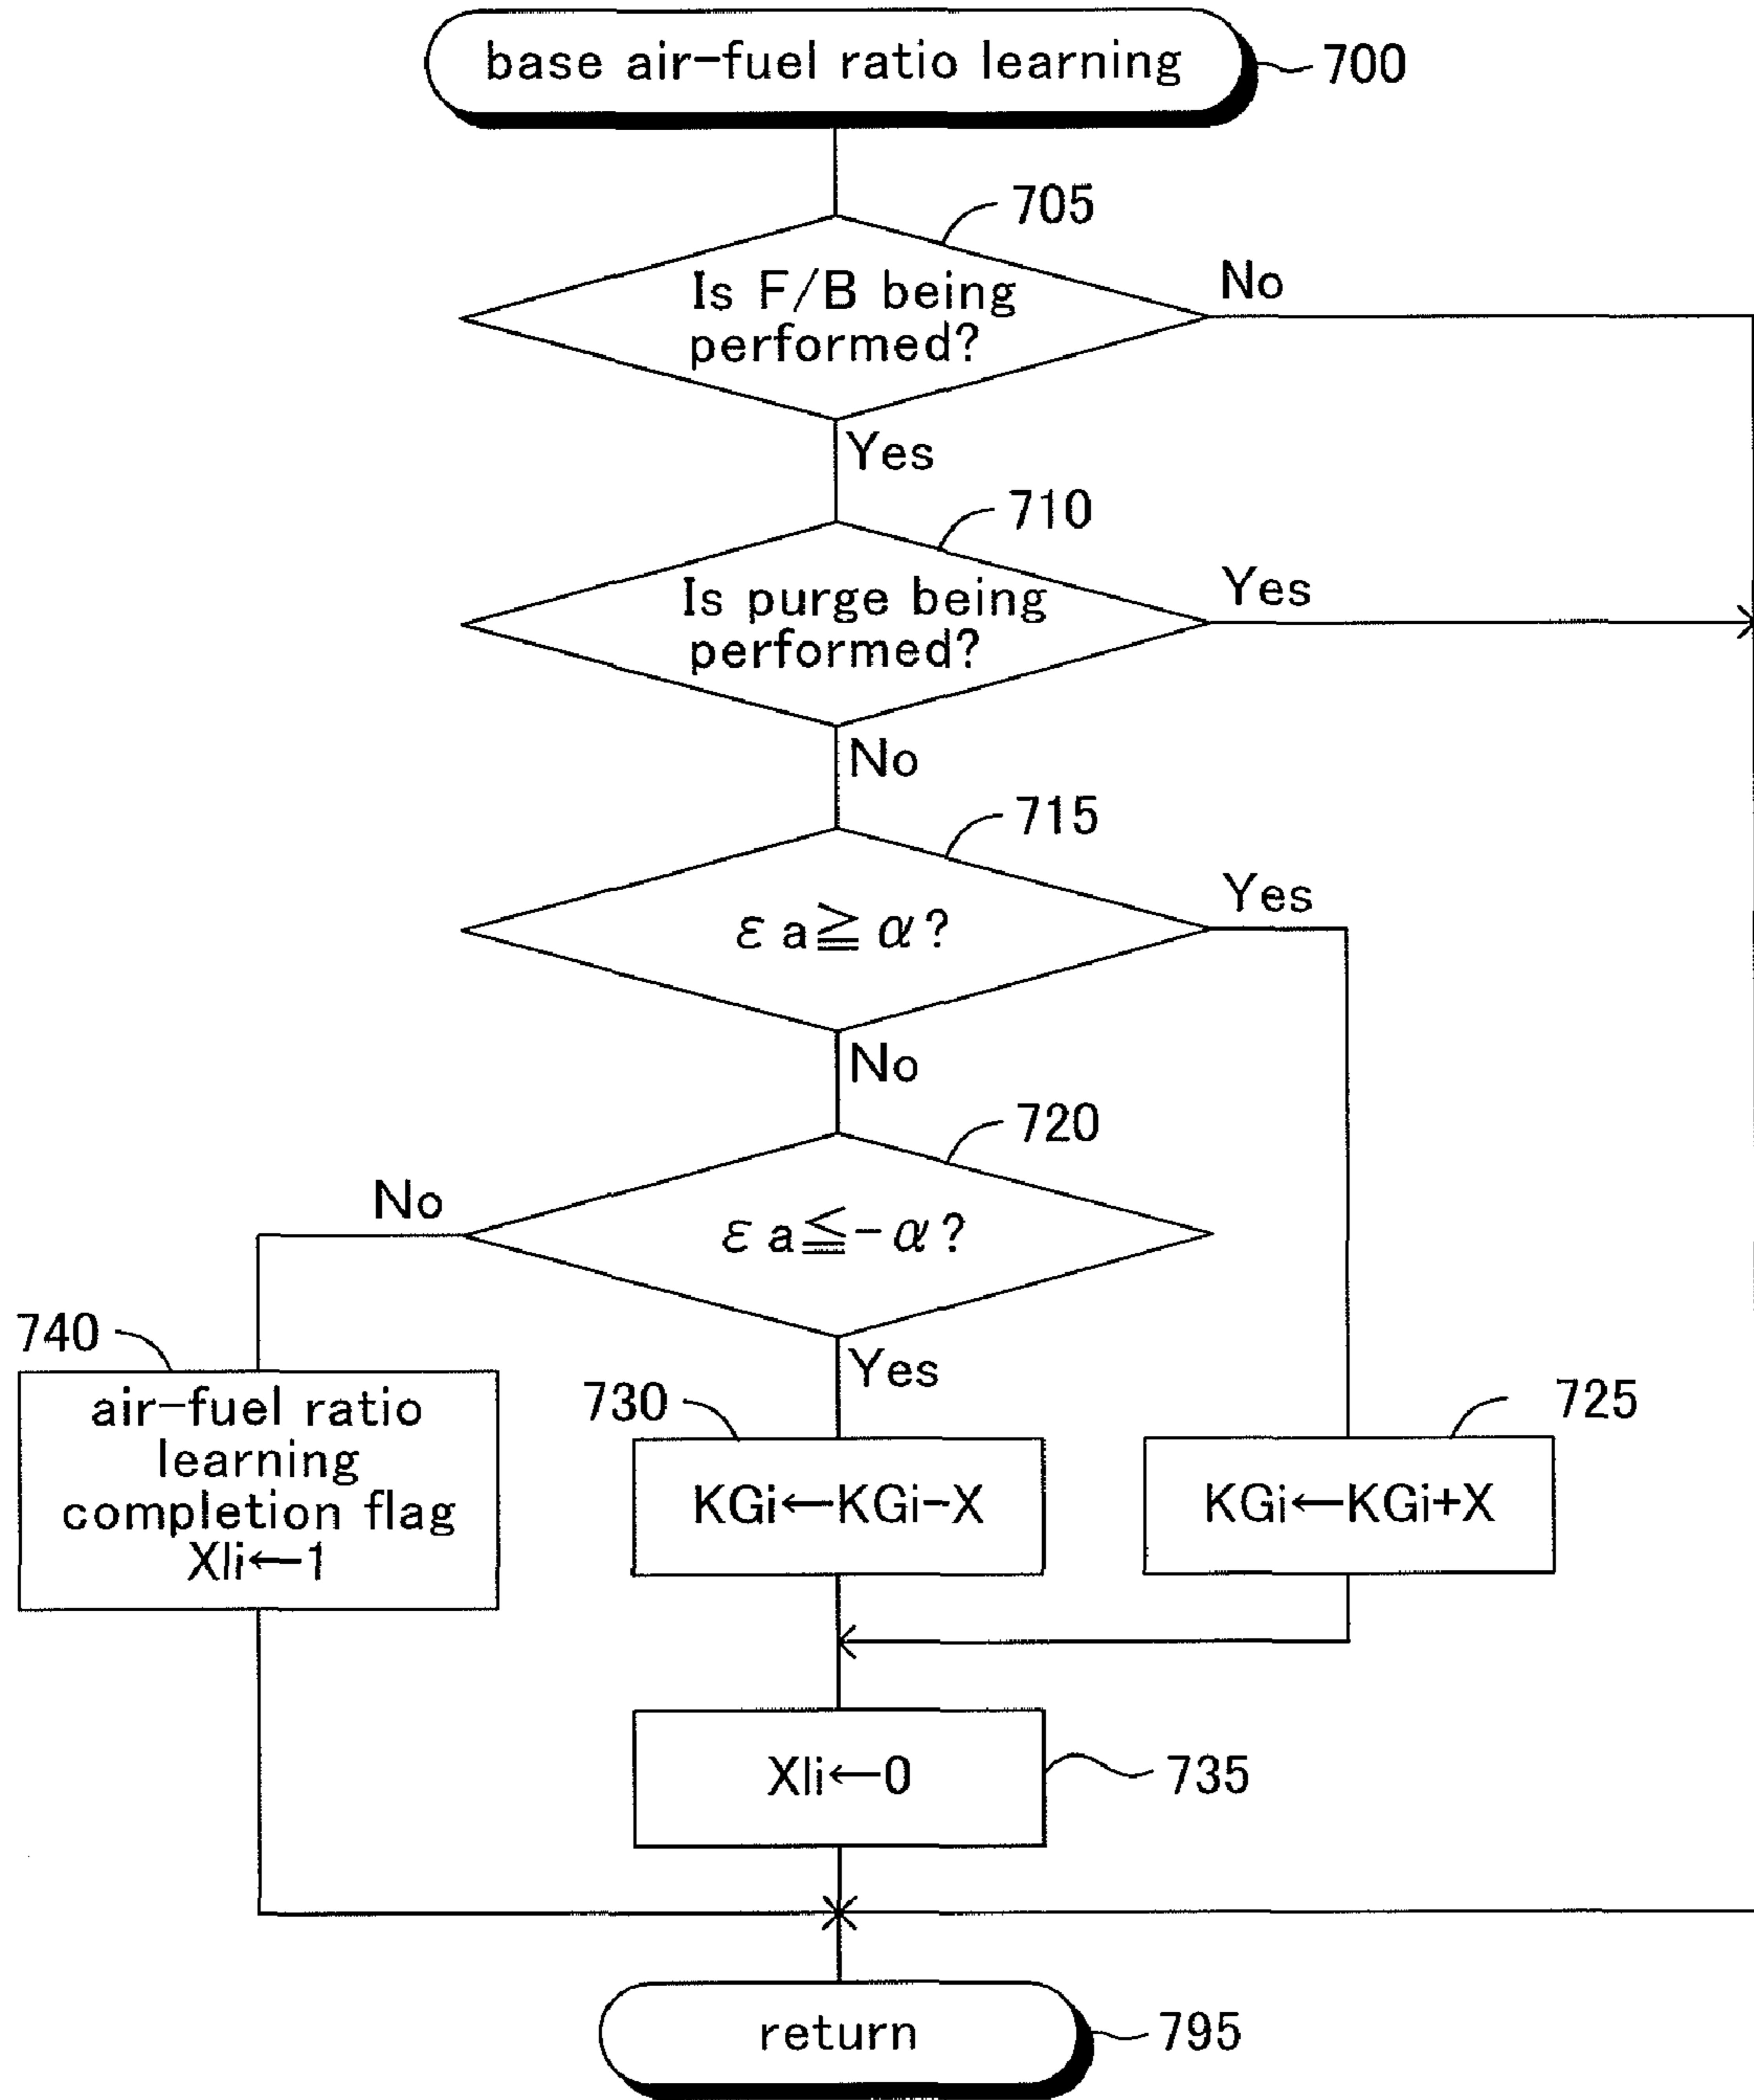 base air-fuel ratio learning
700
705
Is F/B being
performed?
No
Yes
710
Is purge being
performed?
Yes
No
715
ε a≧α?
Yes
No
720
ε a≦-α?
No
Yes
740
air-fuel ratio
learning
completion flag
Xli←1
730
KGi←KGi-X
725
KGi←KGi+X
Xli←0
735
return
795